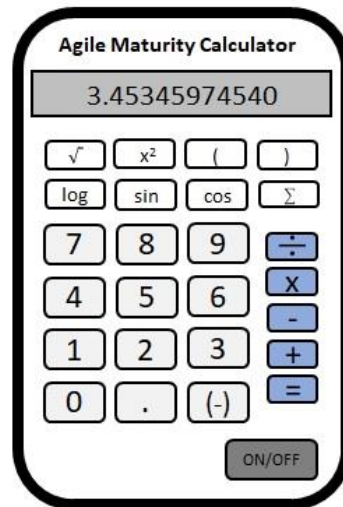 Agile Maturity Calculator
3.45345974540
√ x² ( )
log sin cos Σ
7 8 9 ÷
4 5 6 x
-
1 2 3 +
0 . (-) =
ON/OFF